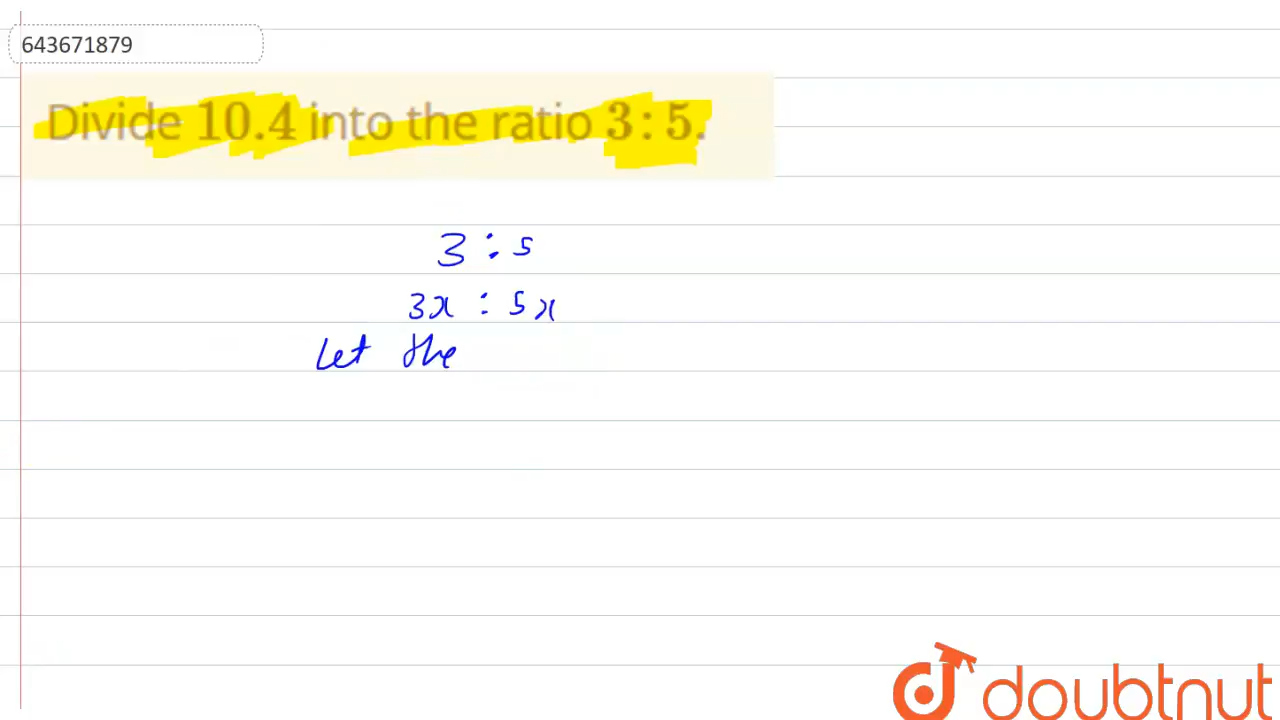 643671879
Divide 10.4 into the ratio 3 : 5.
3 : 5
3x : 5x
Let the
doubtnut